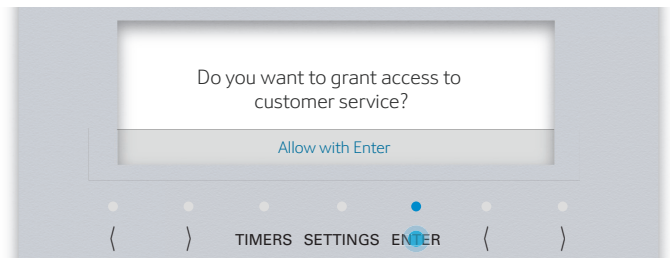 Do you want to grant access to
customer service?
Allow with Enter
⟨ ⟩ TIMERS SETTINGS ENTER ⟨ ⟩